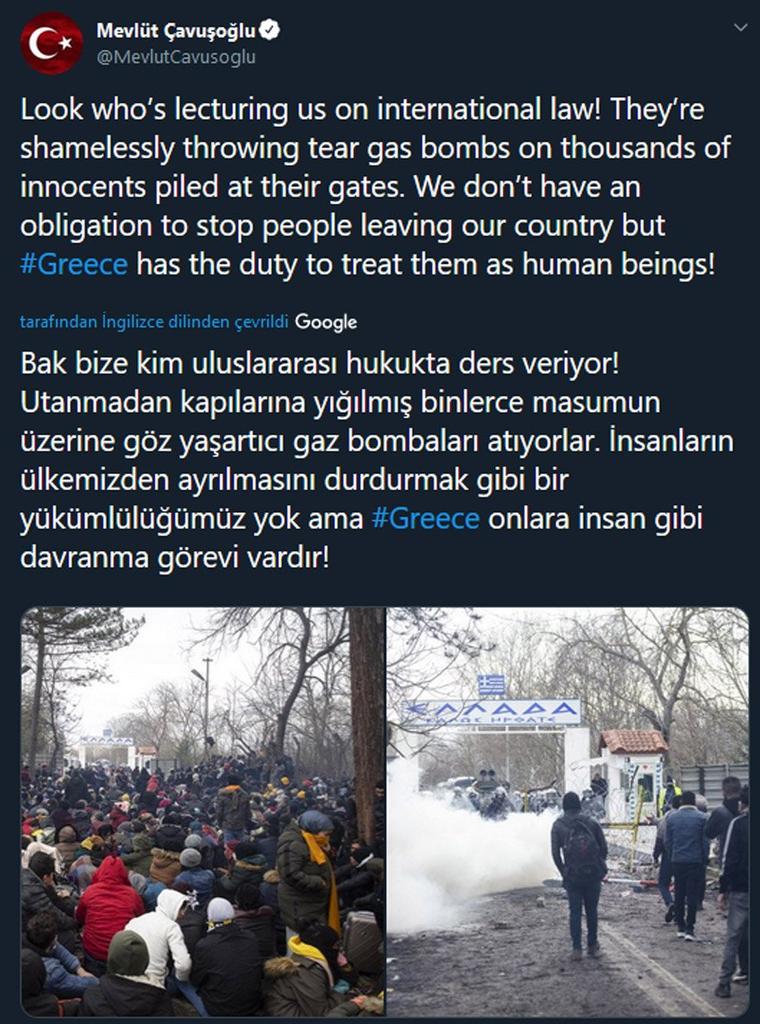 Mevlüt Çavuşoğlu
@MevlutCavusoglu
Look who's lecturing us on international law! They're
shamelessly throwing tear gas bombs on thousands of
innocents piled at their gates. We don't have an
obligation to stop people leaving our country but
#Greece has the duty to treat them as human beings!
tarafından İngilizce dilinden çevrildi Google
Bak bize kim uluslararası hukukta ders veriyor!
Utanmadan kapılarına yığılmış binlerce masumun
üzerine göz yaşartıcı gaz bombaları atıyorlar. İnsanların
ülkemizden ayrılmasını durdurmak gibi bir
yükümlülüğümüz yok ama #Greece onlara insan gibi
davranma görevi vardır!
ΕΛΛΑΔΑ
ΕΛΛΑΔΑ
ΚΑΛΩΣ ΗΡΘΑΤΕ